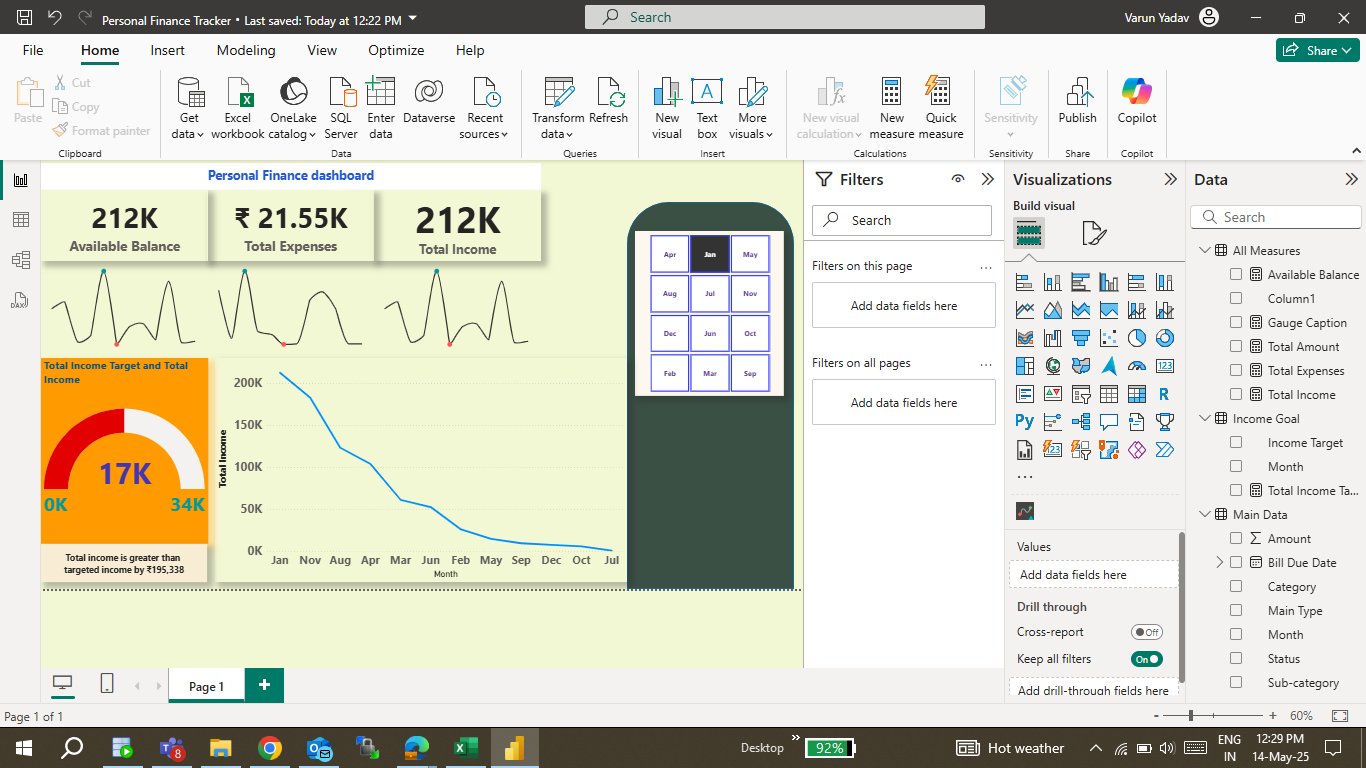 Personal Finance Tracker • Last saved: Today at 12:22 PM
Search
Varun Yadav
File
Home
Insert
Modeling
View
Optimize
Help
Share
Paste
Cut
Copy
Format painter
Clipboard
Get data
Excel workbook
OneLake catalog
SQL Server
Enter data
Dataverse
Recent sources
Data
Transform data
Refresh
Queries
New visual
A
Text box
More visuals
Insert
New visual calculation
New measure
Quick measure
Calculations
Sensitivity
Sensitivity
Publish
Share
Copilot
Copilot
Personal Finance dashboard
212K
Available Balance
₹ 21.55K
Total Expenses
212K
Total Income
Apr
Jan
May
Aug
Jul
Nov
Dec
Jun
Oct
Feb
Mar
Sep
Total Income Target and Total
Income
17K
0K
34K
Total income is greater than
targeted income by ₹195,338
Total Income
200K
150K
100K
50K
0K
Jan Nov Aug Apr Mar Jun Feb May Sep Dec Oct Jul
Month
Filters
Search
Filters on this page
...
Add data fields here
Filters on all pages
...
Add data fields here
Visualizations
Build visual
123
R
Py
123
...
Values
Add data fields here
Drill through
Cross-report
Off
Keep all filters
On
Add drill-through fields here
Data
Search
All Measures
Available Balance
Column1
Gauge Caption
Total Amount
Total Expenses
Total Income
Income Goal
Income Target
Month
Total Income Ta...
Main Data
Σ Amount
Bill Due Date
Category
Main Type
Month
Status
Sub-category
DAX
Page 1
+
Page 1 of 1
- + 60%
8
Desktop
92%
Hot weather
ENG
IN
12:29 PM
14-May-25